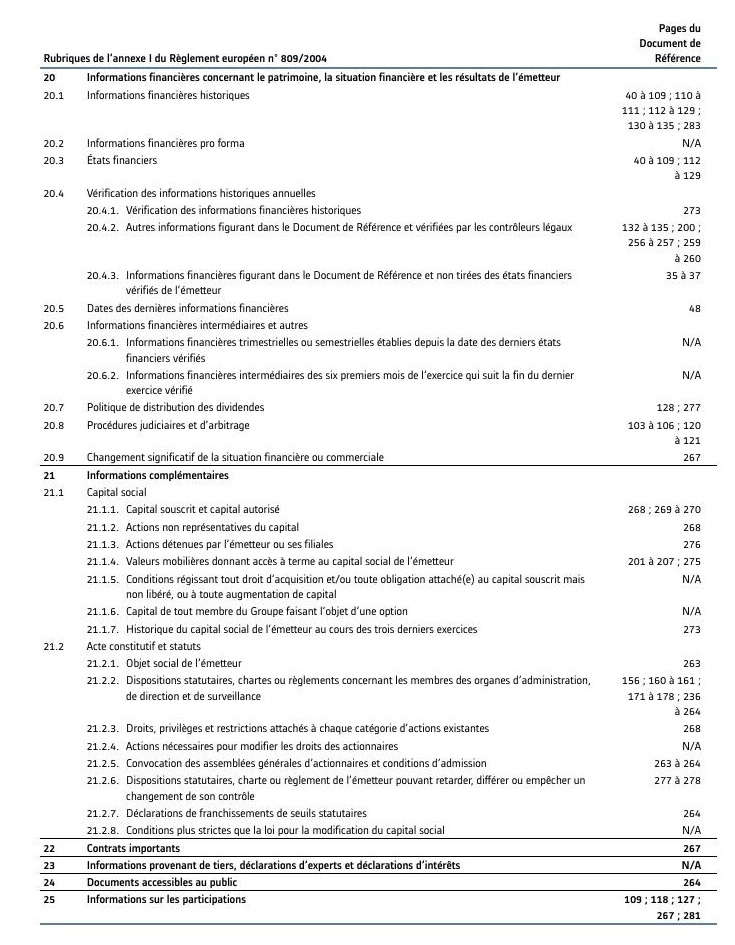 Pages du
Document de
Rubriques de l'annexe I du Règlement européen n° 809/2004 Référence
20 Informations financières concernant le patrimoine, la situation financière et les résultats de l'émetteur
20.1 Informations financières historiques 40 à 109 ; 110 à
111 ; 112 à 129 ;
130 à 135 ; 283
20.2 Informations financières pro forma N/A
20.3 États financiers 40 à 109 ; 112
à 129
20.4 Vérification des informations historiques annuelles
20.4.1. Vérification des informations financières historiques 273
20.4.2. Autres informations figurant dans le Document de Référence et vérifiées par les contrôleurs légaux 132 à 135 ; 200 ;
256 à 257 ; 259
à 260
20.4.3. Informations financières figurant dans le Document de Référence et non tirées des états financiers 35 à 37
vérifiés de l'émetteur
20.5 Dates des dernières informations financières 48
20.6 Informations financières intermédiaires et autres
20.6.1. Informations financières trimestrielles ou semestrielles établies depuis la date des derniers états N/A
financiers vérifiés
20.6.2. Informations financières intermédiaires des six premiers mois de l'exercice qui suit la fin du dernier N/A
exercice vérifié
20.7 Politique de distribution des dividendes 128 ; 277
20.8 Procédures judiciaires et d'arbitrage 103 à 106 ; 120
à 121
20.9 Changement significatif de la situation financière ou commerciale 267
21 Informations complémentaires
21.1 Capital social
21.1.1. Capital souscrit et capital autorisé 268 ; 269 à 270
21.1.2. Actions non représentatives du capital 268
21.1.3. Actions détenues par l'émetteur ou ses filiales 276
21.1.4. Valeurs mobilières donnant accès à terme au capital social de l'émetteur 201 à 207 ; 275
21.1.5. Conditions régissant tout droit d'acquisition et/ou toute obligation attaché(e) au capital souscrit mais N/A
non libéré, ou à toute augmentation de capital
21.1.6. Capital de tout membre du Groupe faisant l'objet d'une option N/A
21.1.7. Historique du capital social de l'émetteur au cours des trois derniers exercices 273
21.2 Acte constitutif et statuts
21.2.1. Objet social de l'émetteur 263
21.2.2. Dispositions statutaires, chartes ou règlements concernant les membres des organes d'administration, 156 ; 160 à 161 ;
de direction et de surveillance 171 à 178 ; 236
à 264
21.2.3. Droits, privilèges et restrictions attachés à chaque catégorie d'actions existantes 268
21.2.4. Actions nécessaires pour modifier les droits des actionnaires N/A
21.2.5. Convocation des assemblées générales d'actionnaires et conditions d'admission 263 à 264
21.2.6. Dispositions statutaires, charte ou règlement de l'émetteur pouvant retarder, différer ou empêcher un 277 à 278
changement de son contrôle
21.2.7. Déclarations de franchissements de seuils statutaires 264
21.2.8. Conditions plus strictes que la loi pour la modification du capital social N/A
22 Contrats importants 267
23 Informations provenant de tiers, déclarations d'experts et déclarations d'intérêts N/A
24 Documents accessibles au public 264
25 Informations sur les participations 109 ; 118 ; 127 ;
267 ; 281